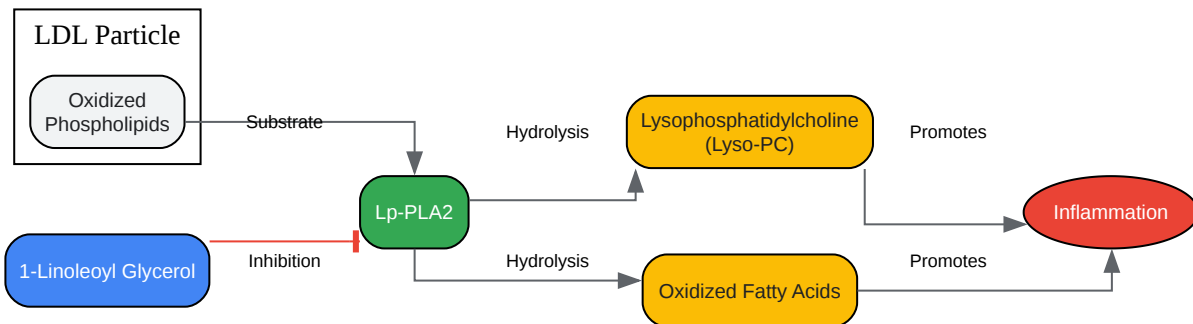 LDL Particle
Oxidized
Phospholipids
Substrate
Hydrolysis
Lysophosphatidylcholine
(Lyso-PC)
Promotes
Lp-PLA2
Inflammation
1-Linoleoyl Glycerol
Inhibition
Hydrolysis
Oxidized Fatty Acids
Promotes